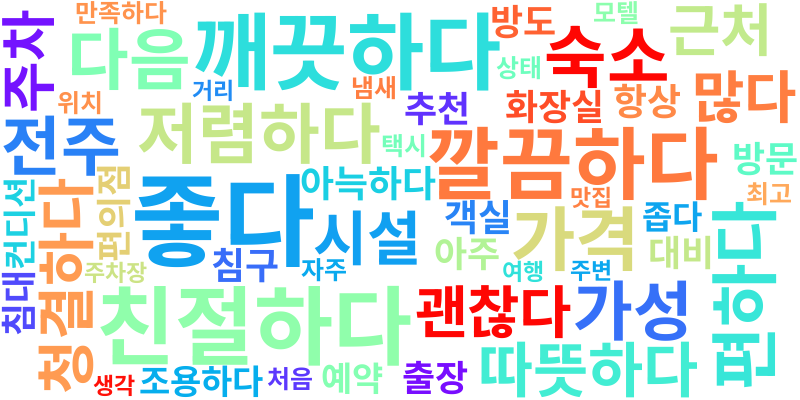 만족하다
모텔
주차
다음
깨끗하다
방도
숙소
근처
상태
위치
거리
냄새
추천
화장실
항상
많다
전주
저렴하다
택시
깔끔하다
방문
컨디션
청결하다
편의점
좋다
아늑하다
시설
객실
맛집
최고
가격
좁다
아주
대비
편하다
침대
주차장
침구
자주
여행
주변
친절하다
괜찮다
가성
생각
조용하다
처음
예약
출장
따뜻하다